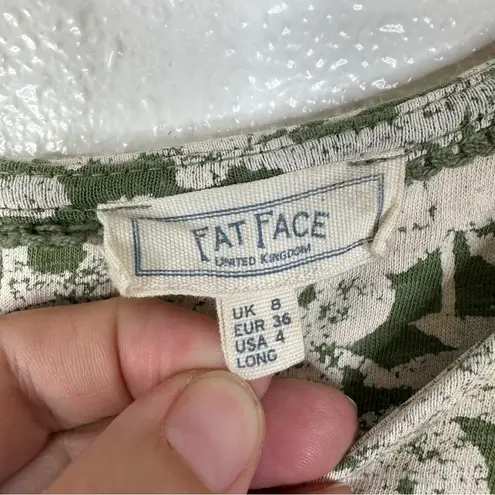 FAT FACE
UNITED KINGDOM
UK 8
EUR 36
USA 4
LONG